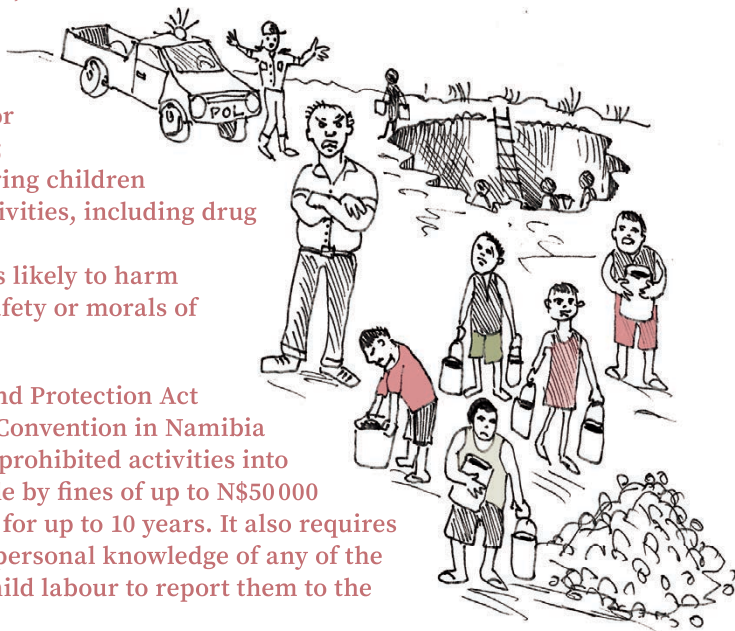 POL
or
ring children
ivities, including drug
s likely to harm
afety or morals of
nd Protection Act
Convention in Namibia
prohibited activities into
le by fines of up to N$50 000
for up to 10 years. It also requires
personal knowledge of any of the
hild labour to report them to the